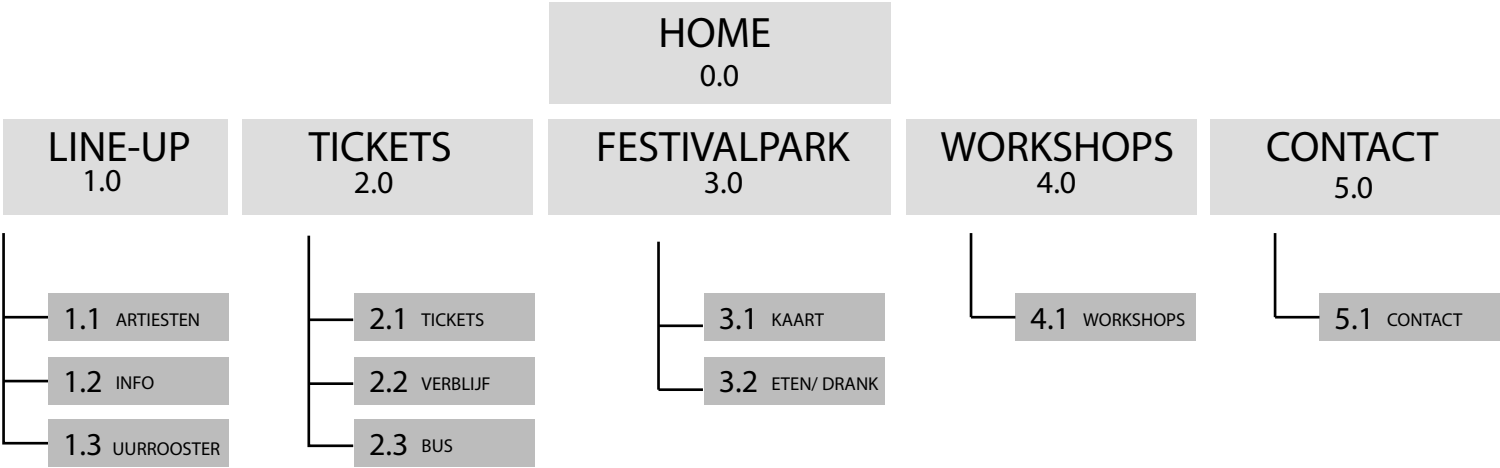 HOME
0.0
LINE-UP
1.0
TICKETS
2.0
FESTIVALPARK
3.0
WORKSHOPS
4.0
CONTACT
5.0
1.1 ARTIESTEN
1.2 INFO
1.3 UURROOSTER
2.1 TICKETS
2.2 VERBLIJF
2.3 BUS
3.1 KAART
3.2 ETEN/ DRANK
4.1 WORKSHOPS
5.1 CONTACT